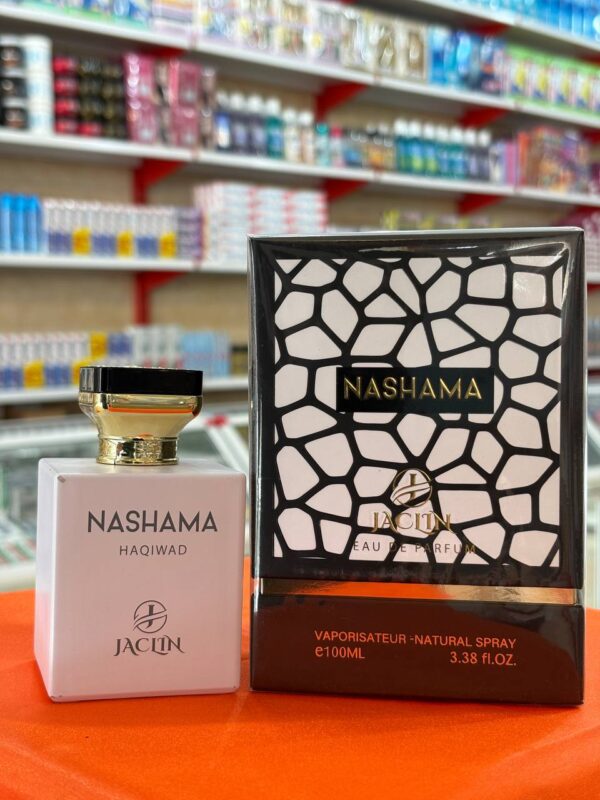 NASHAMA
HAQIWAD
JACLIN
NASHAMA
JACLIN
EAU DE PARFUM
VAPORISATEUR -NATURAL SPRAY
e100ML 3.38 fl.OZ.